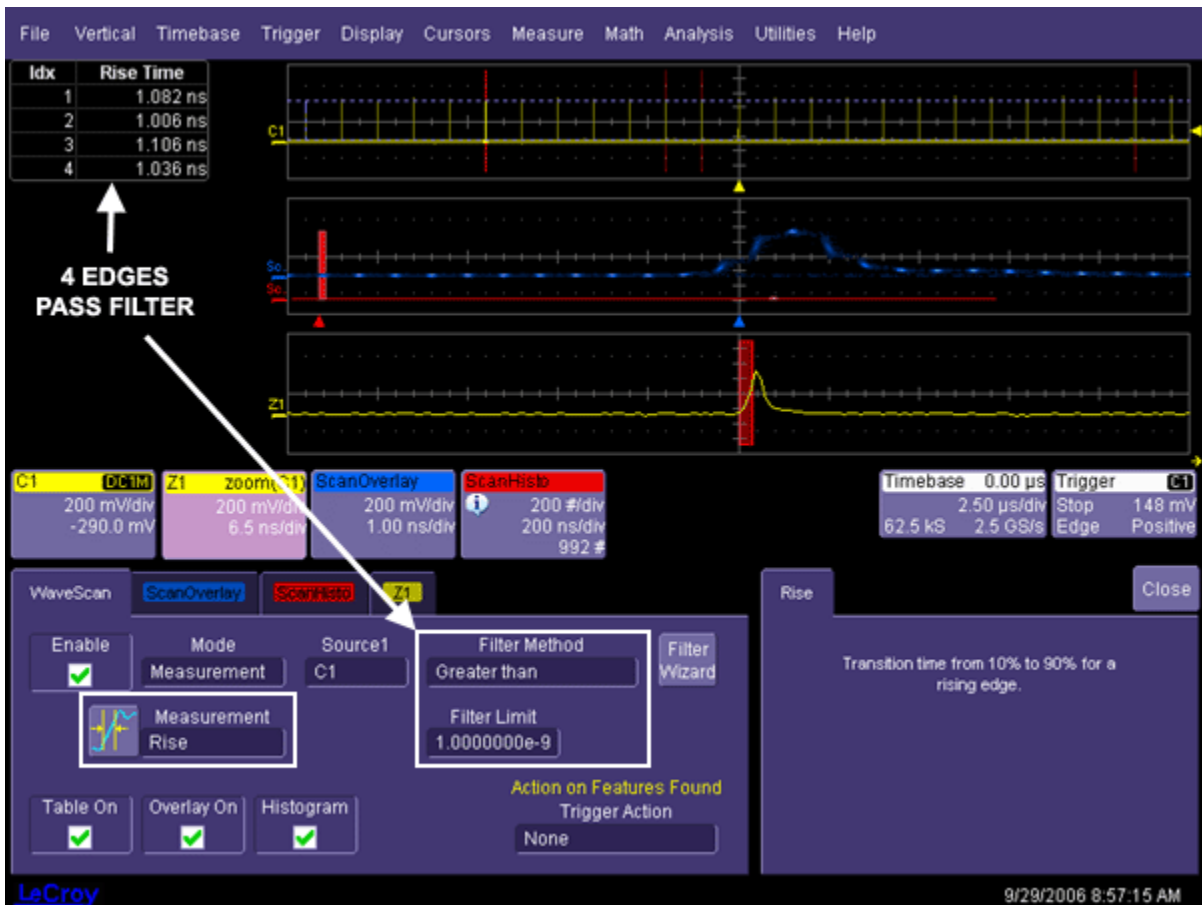 File Vertical Timebase Trigger Display Cursors Measure Math Analysis Utilities Help
Idx Rise Time
1 1.082 ns
2 1.006 ns
3 1.106 ns
4 1.036 ns
4 EDGES
PASS FILTER
C1
Sc..
Sc..
Z1
C1 DC1M
200 mV/div
-290.0 mV
Z1 zoom(C1)
200 mV/div
6.5 ns/div
ScanOverlay
200 mV/div
1.00 ns/div
ScanHisto
200 #/div
200 ns/div
992 #
Timebase 0.00 µs
2.50 µs/div
62.5 kS 2.5 GS/s
Trigger C1
Stop 148 mV
Edge Positive
WaveScan ScanOverlay ScanHisto Z1
Enable
Mode
Measurement
Source1
C1
Filter Method
Greater than
Filter Wizard
Measurement
Rise
Filter Limit
1.0000000e-9
Table On Overlay On Histogram
Action on Features Found
Trigger Action
None
Rise
Close
Transition time from 10% to 90% for a
rising edge.
LeCroy
9/29/2006 8:57:15 AM